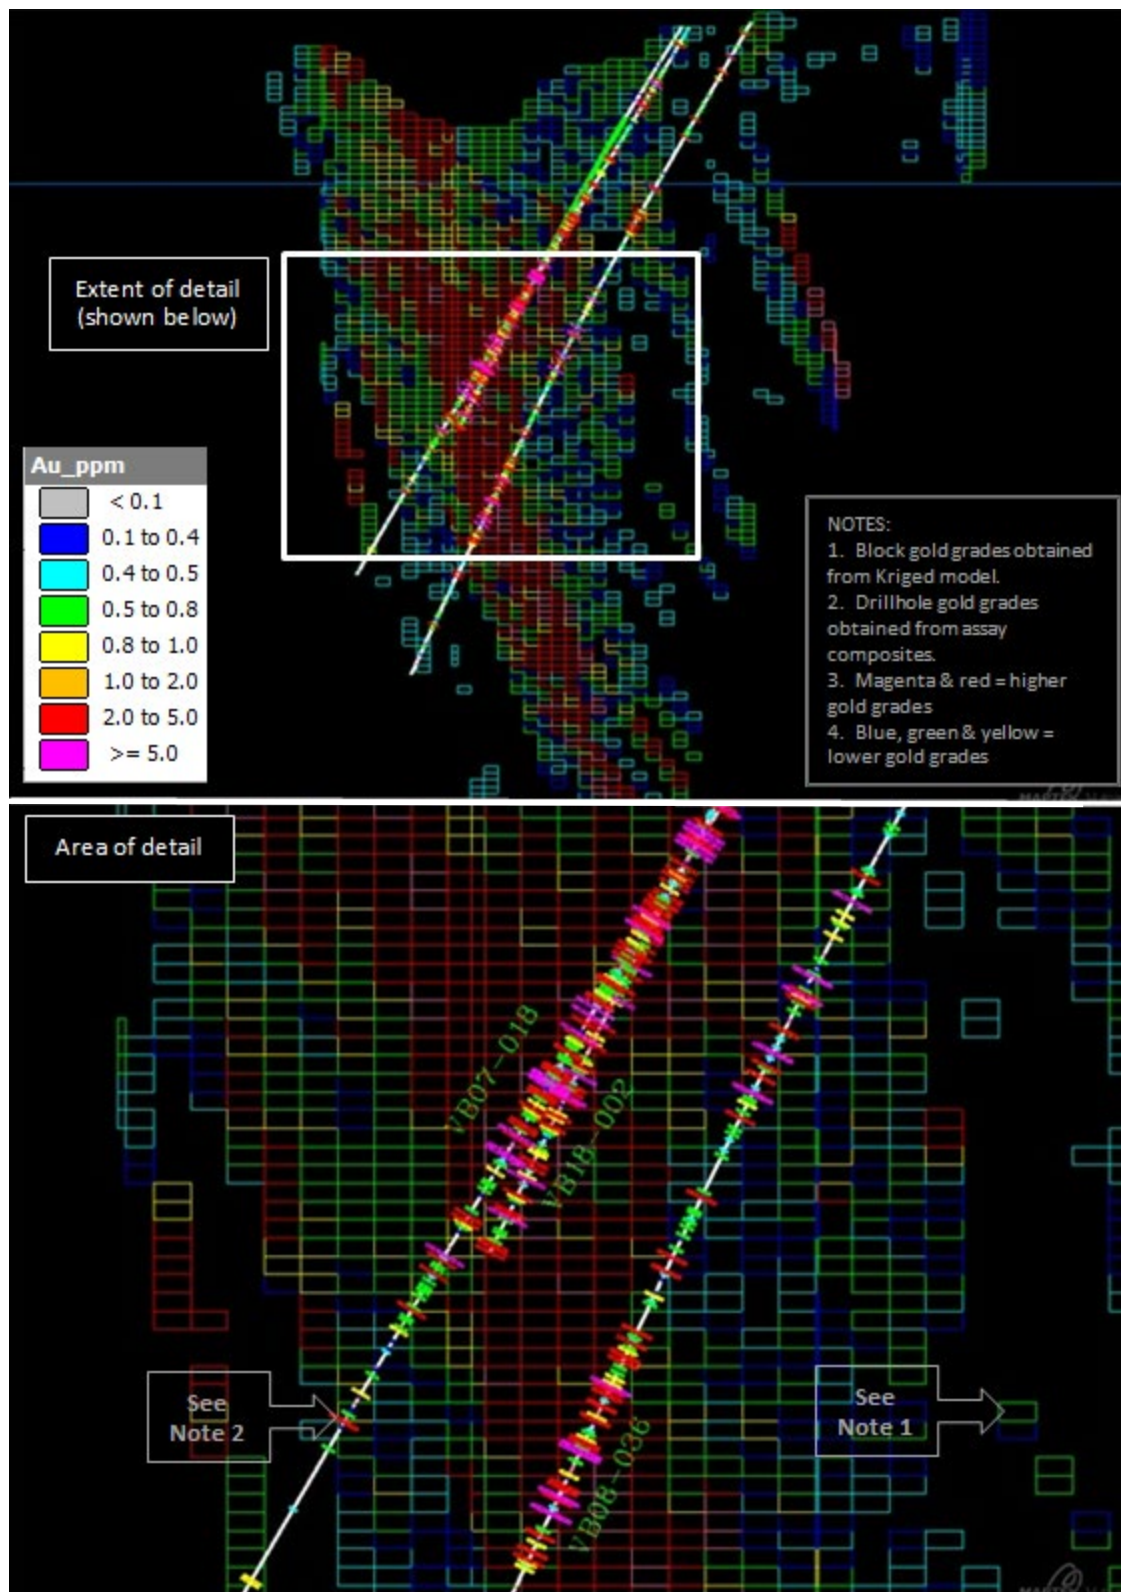 Extent of detail
(shown below)
Au_ppm
< 0.1
0.1 to 0.4
0.4 to 0.5
0.5 to 0.8
0.8 to 1.0
1.0 to 2.0
2.0 to 5.0
>= 5.0
NOTES:
1. Block gold grades obtained
from Kriged model.
2. Drillhole gold grades
obtained from assay
composites.
3. Magenta & red = higher
gold grades
4. Blue, green & yellow =
lower gold grades
Area of detail
VB07-018
VB18-002
See
Note 2
See
Note 1
VB08-036